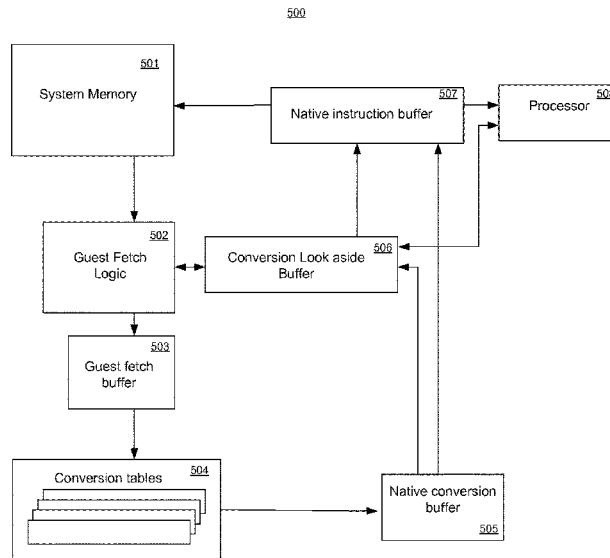 500
501
System Memory
507
Native instruction buffer
Processor
502
Guest Fetch
Logic
506
Conversion Look aside
Buffer
503
Guest fetch
buffer
504
Conversion tables
Native conversion
buffer
505